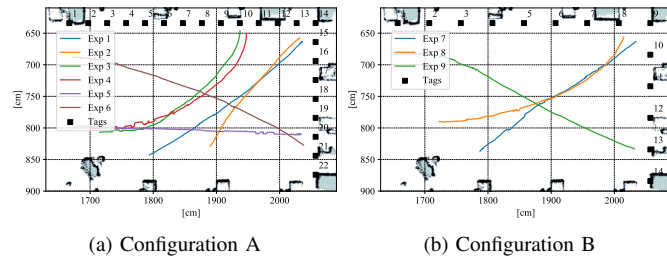 1 2 3 4 5 6 7 8 9 10 11 12 13 14
15
16
17
18
19
20
21
22
650
700
750
800
850
900
[cm]
Exp 1
Exp 2
Exp 3
Exp 4
Exp 5
Exp 6
Tags
1700 1800 1900 2000
[cm]
(a) Configuration A
2 3 4 5 6 7 8 9
10
12
13
14
650
700
750
800
850
900
[cm]
Exp 7
Exp 8
Exp 9
Tags
1700 1800 1900 2000
[cm]
(b) Configuration B